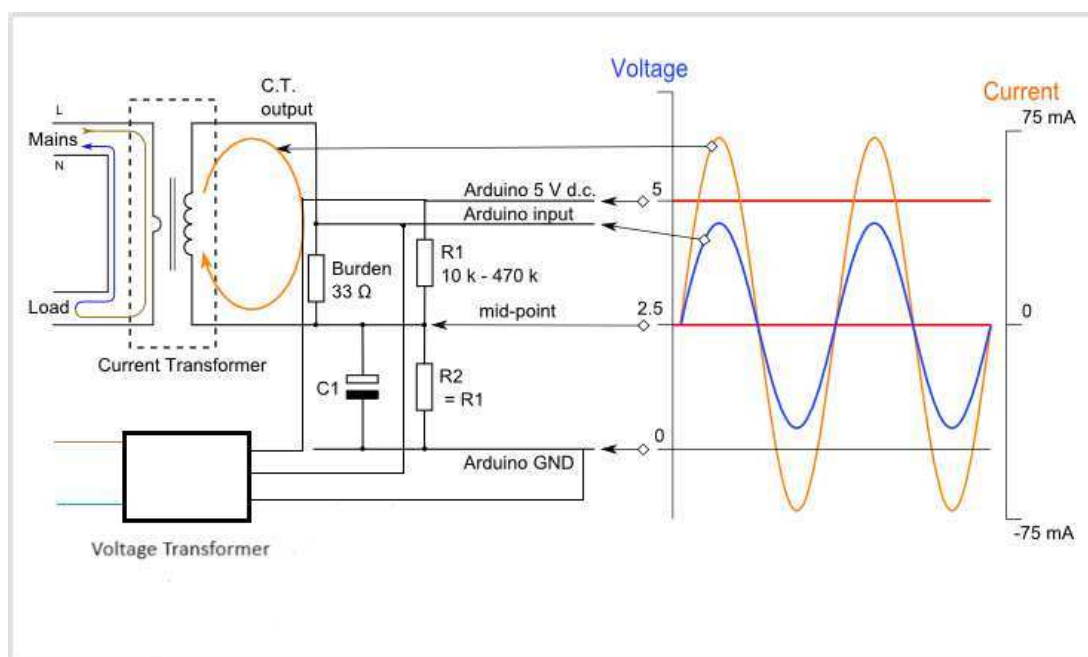 Voltage
Current
C.T.
output
75 mA
L
Mains
N
Arduino 5 V d.c.
5
Arduino input
Burden
33 Ω
R1
10 k - 470 k
Load
mid-point
2.5
0
Current Transformer
C1
R2
= R1
0
Arduino GND
-75 mA
Voltage Transformer